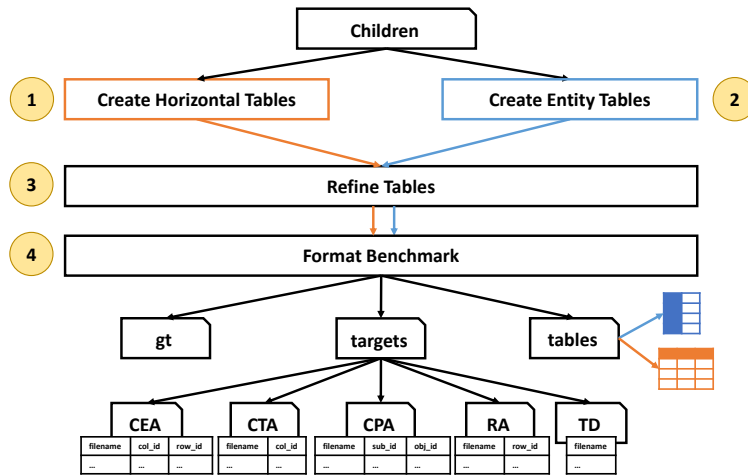 Children
1
Create Horizontal Tables
Create Entity Tables
2
3
Refine Tables
4
Format Benchmark
gt
targets
tables
CEA
CTA
CPA
RA
TD
filename col_id row_id
filename col_id
filename sub_id obj_id
filename row_id
filename
... ... ...
... ...
... ... ...
... ...
...